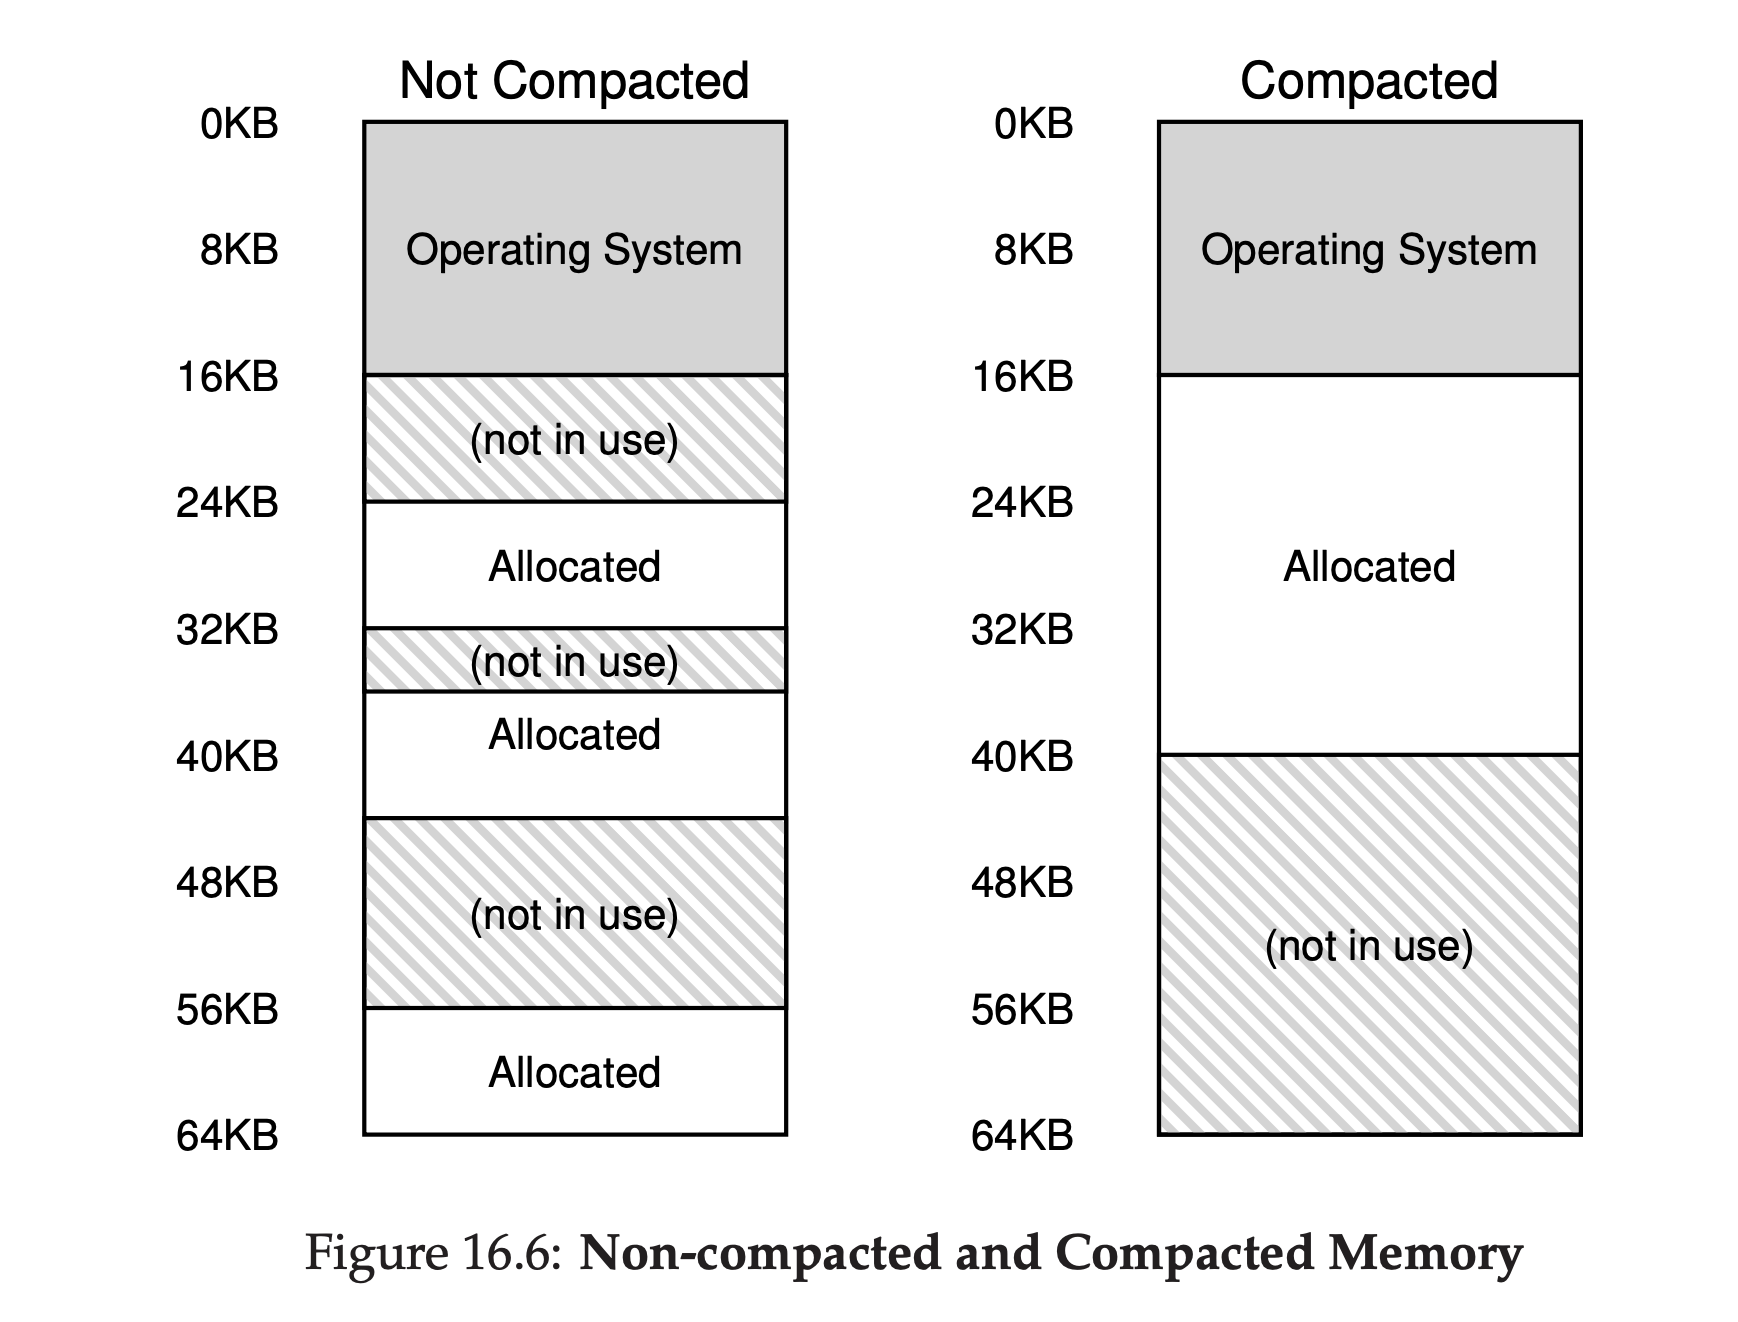 Not Compacted
0KB
Operating System
8KB
16KB
(not in use)
24KB
Allocated
32KB
(not in use)
Allocated
40KB
48KB
(not in use)
56KB
Allocated
64KB
Compacted
0KB
Operating System
8KB
16KB
24KB
Allocated
32KB
40KB
48KB
(not in use)
56KB
64KB
Figure 16.6: Non-compacted and Compacted Memory